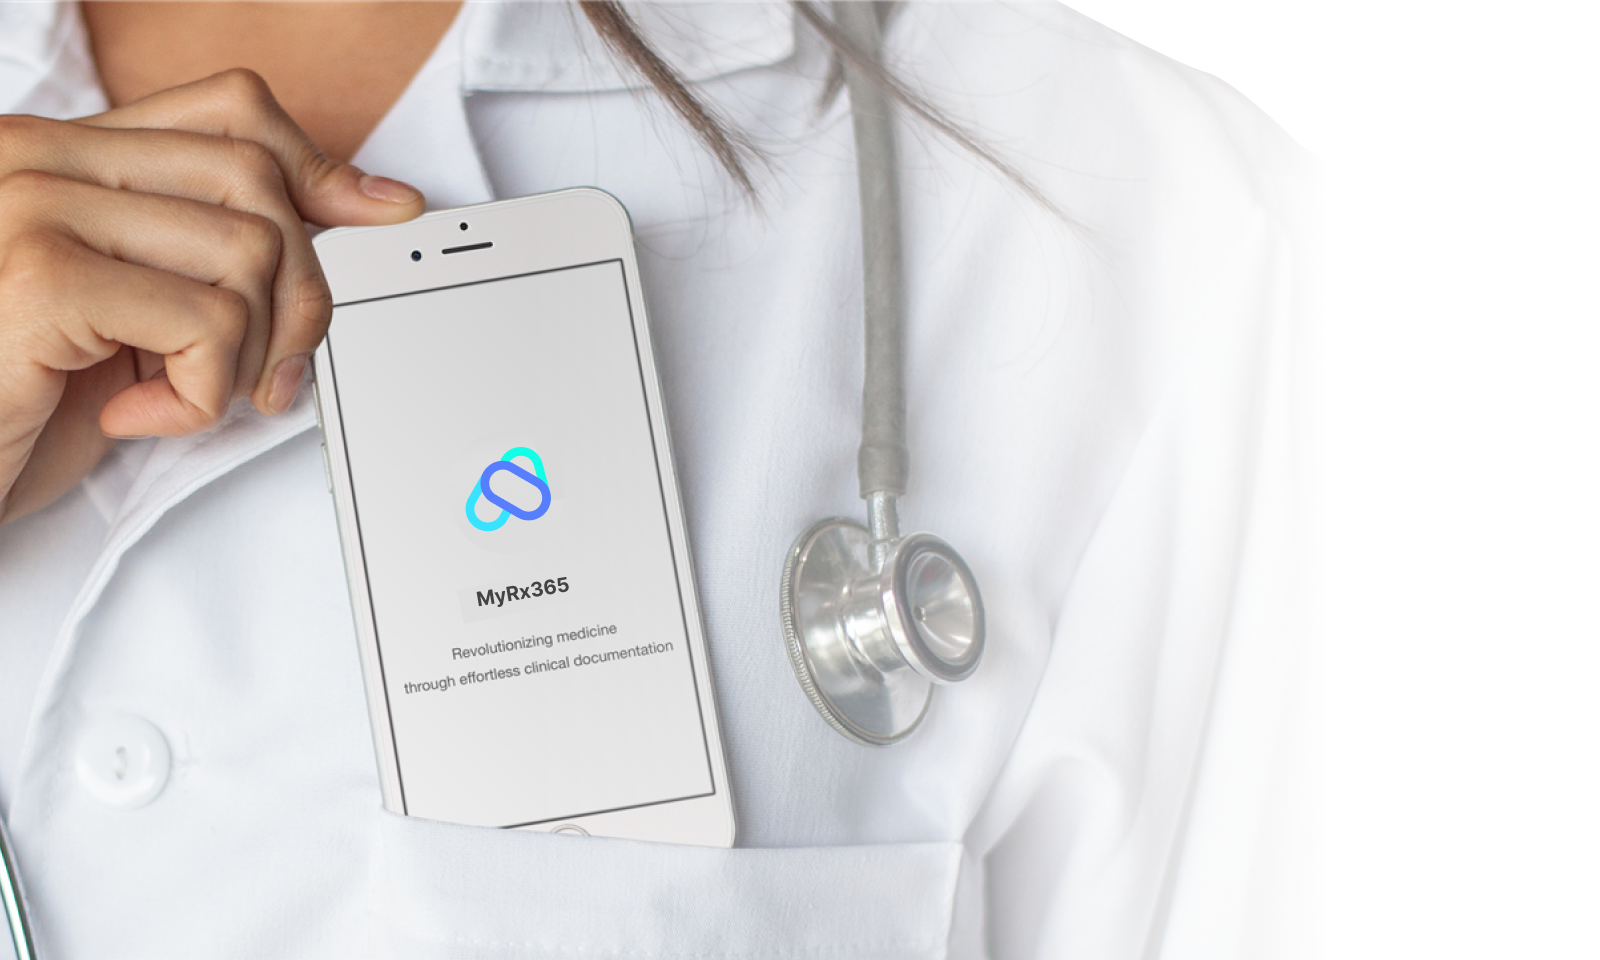 MyRx365
Revolutionizing medicine
through effortless clinical documentation